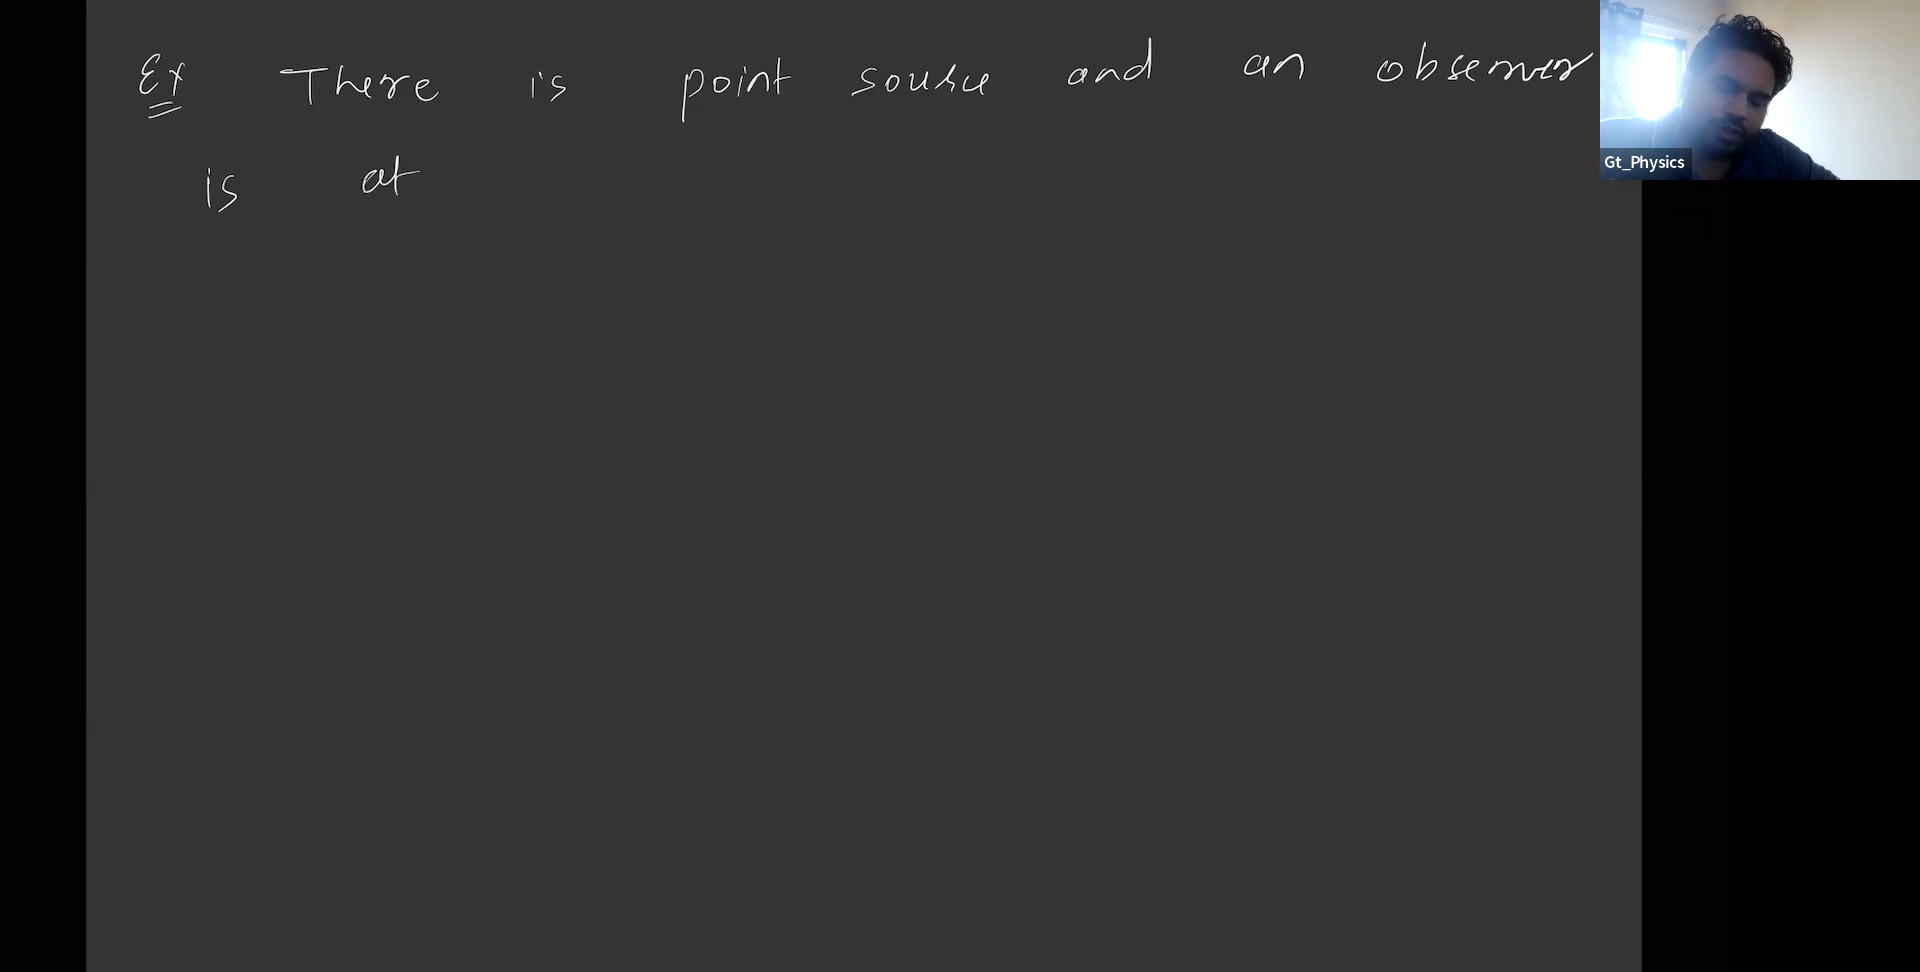 Ex There is point sourse and an observer
is at
Gt_Physics